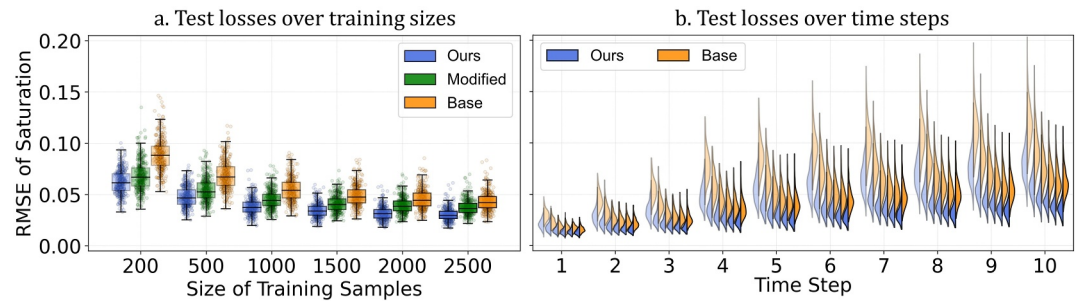 a. Test losses over training sizes
RMSE of Saturation
0.20
0.15
0.10
0.05
0.00
Ours
Modified
Base
200 500 1000 1500 2000 2500
Size of Training Samples
b. Test losses over time steps
Ours Base
1 2 3 4 5 6 7 8 9 10
Time Step